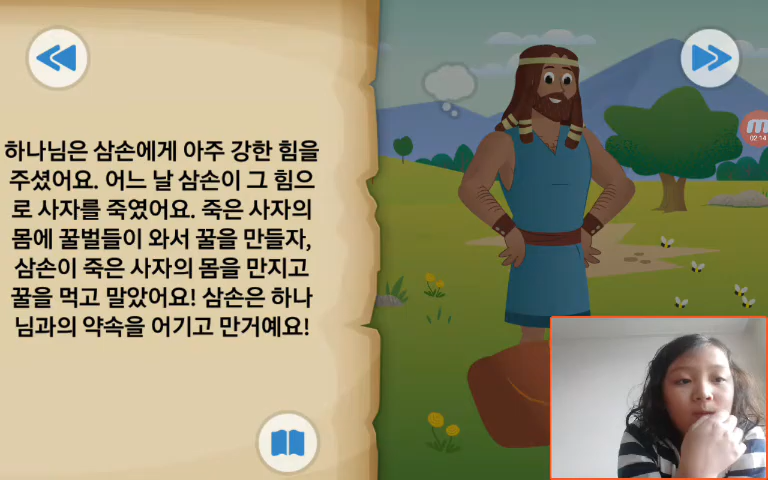 하나님은 삼손에게 아주 강한 힘을
주셨어요. 어느 날 삼손이 그 힘으
로 사자를 죽였어요. 죽은 사자의
몸에 꿀벌들이 와서 꿀을 만들자,
삼손이 죽은 사자의 몸을 만지고
꿀을 먹고 말았어요! 삼손은 하나
님과의 약속을 어기고 만거예요!
02:14